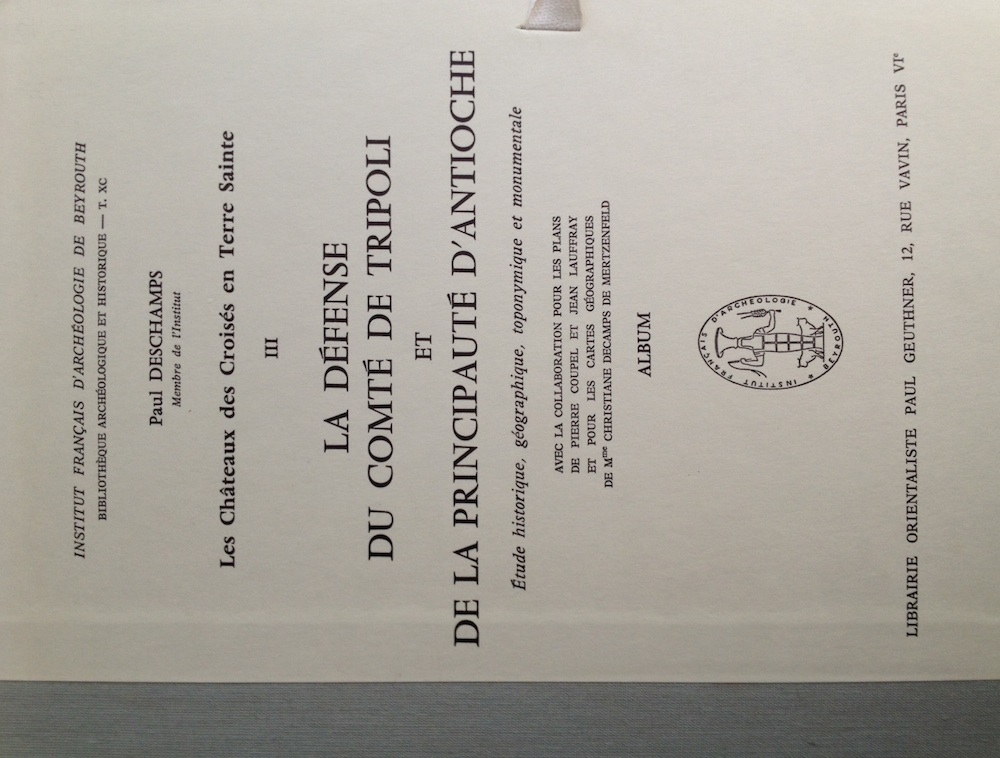 INSTITUT FRANÇAIS D'ARCHÉOLOGIE DE BEYROUTH
BIBLIOTHÈQUE ARCHÉOLOGIQUE ET HISTORIQUE — T. XC
Paul DESCHAMPS
Membre de l'Institut
Les Châteaux des Croisés en Terre Sainte
III
LA DÉFENSE
DU COMTÉ DE TRIPOLI
ET
DE LA PRINCIPAUTÉ D'ANTIOCHE
Étude historique, géographique, toponymique et monumentale
AVEC LA COLLABORATION POUR LES PLANS
DE PIERRE COUPEL ET JEAN LAUFFRAY
ET POUR LES CARTES GÉOGRAPHIQUES
DE Mme CHRISTIANE DECAMPS DE MERTZENFELD
ALBUM
INSTITUT FRANÇAIS D'ARCHÉOLOGIE * BEYROUTH *
LIBRAIRIE ORIENTALISTE PAUL GEUTHNER, 12, RUE VAVIN, PARIS VIe